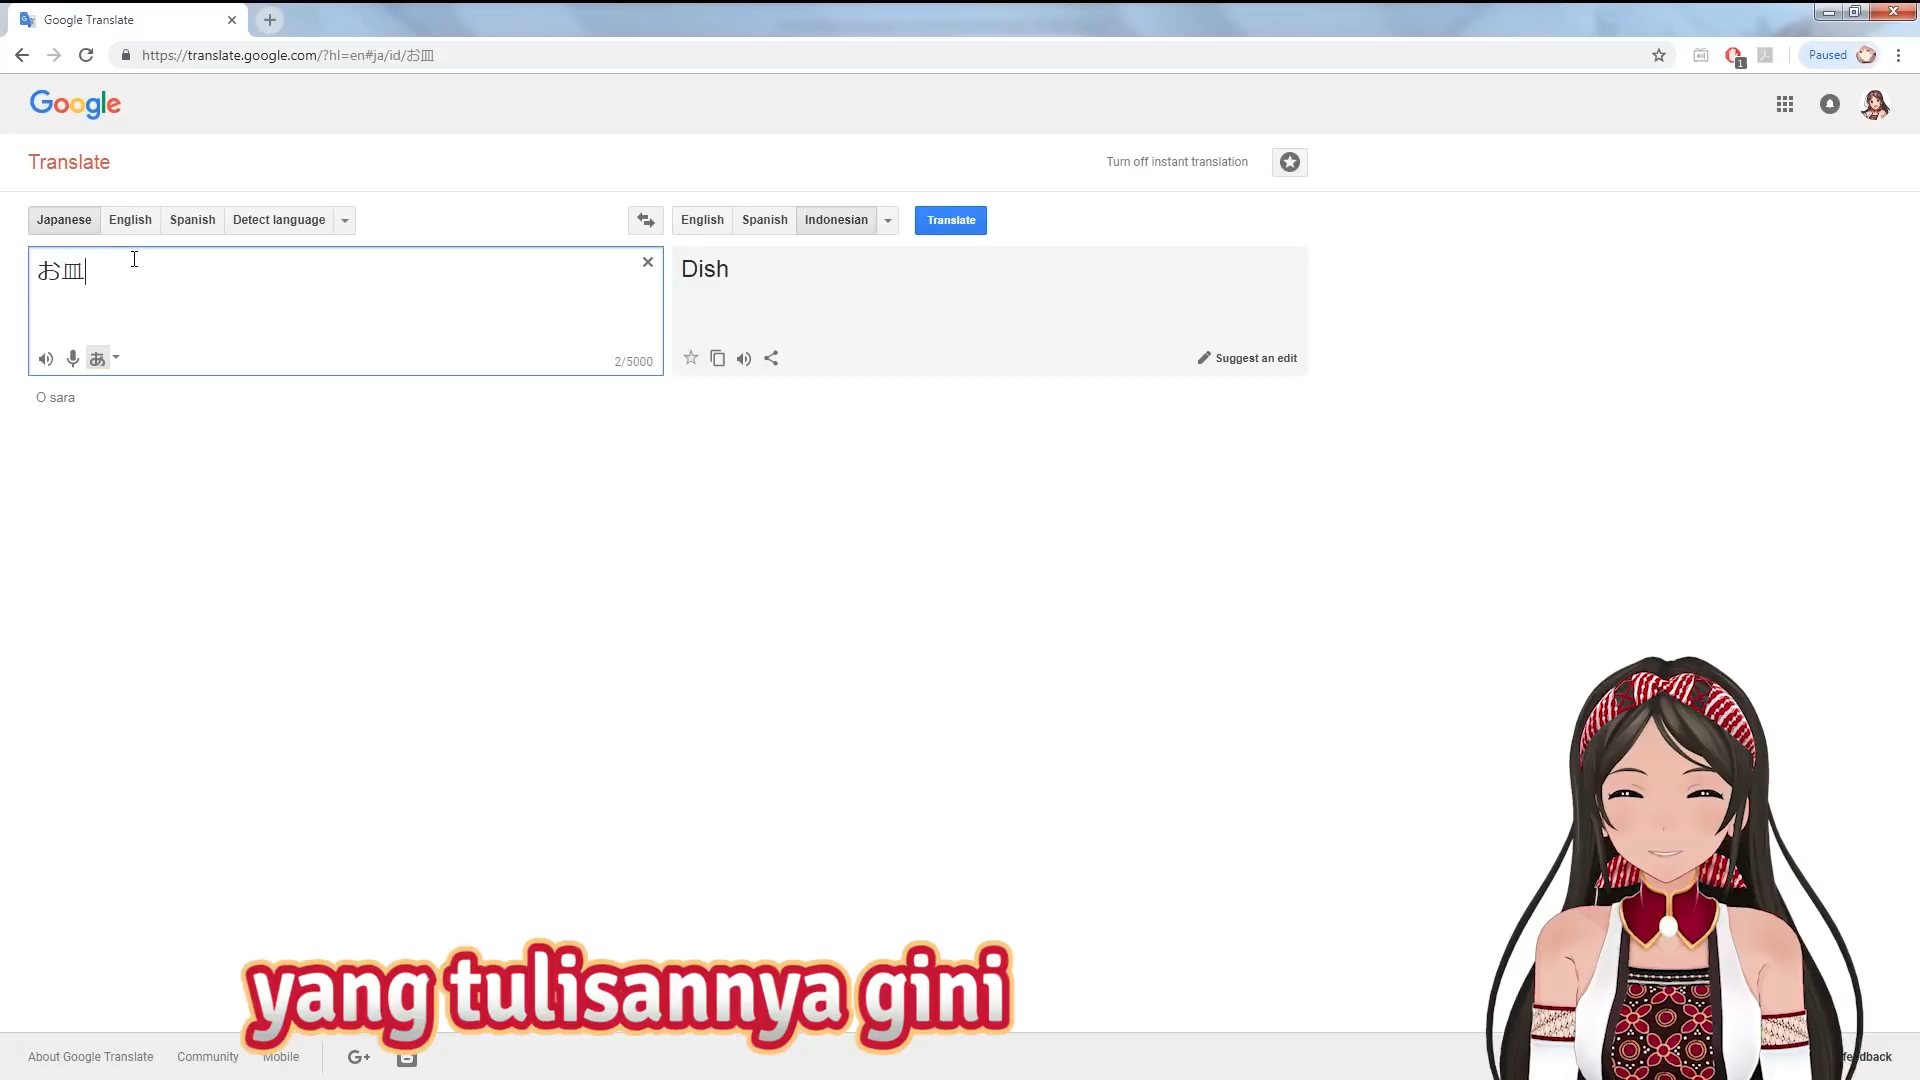 Google Translate
https://translate.google.com/?hl=en#ja/id/お皿
1
Paused
Google
Translate
Turn off instant translation
Japanese English Spanish Detect language
English Spanish Indonesian Translate
お皿
Dish
あ
2/5000
Suggest an edit
O sara
yang tulisannya gini
About Google Translate Community Mobile G+